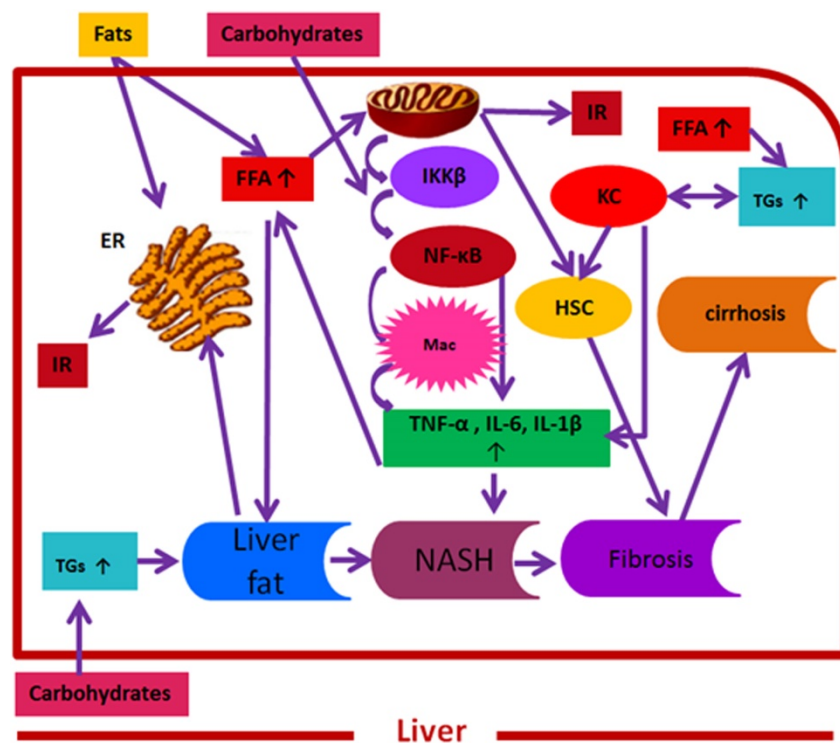 Fats
Carbohydrates
IR
FFA ↑
FFA ↑
IKKβ
KC
TGs ↑
ER
NF-κB
HSC
cirrhosis
Mac
IR
TNF-α , IL-6, IL-1β
↑
Liver
fat
NASH
Fibrosis
TGs ↑
Carbohydrates
Liver